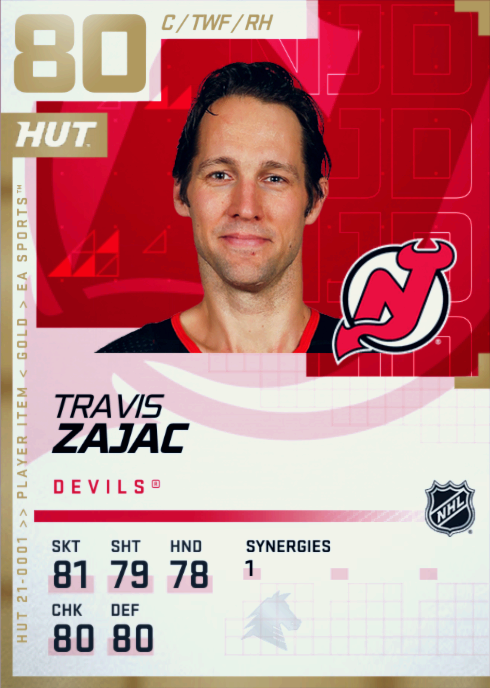 80
C / TWF / RH
HUT
HUT 21-0001 >> PLAYER ITEM < GOLD > EA SPORTS™
NJD
TRAVIS
ZAJAC
DEVILS®
NHL
SKT SHT HND SYNERGIES
81 79 78 1
CHK DEF
80 80